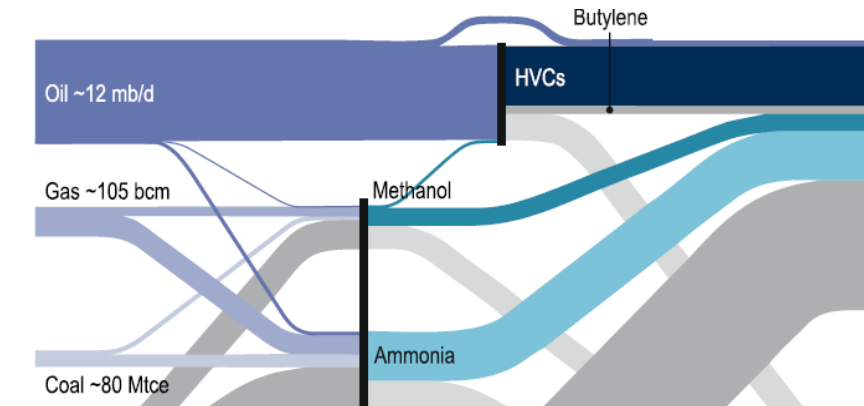 Butylene
HVCs
Oil ~12 mb/d
Gas ~105 bcm
Methanol
Ammonia
Coal ~80 Mtce